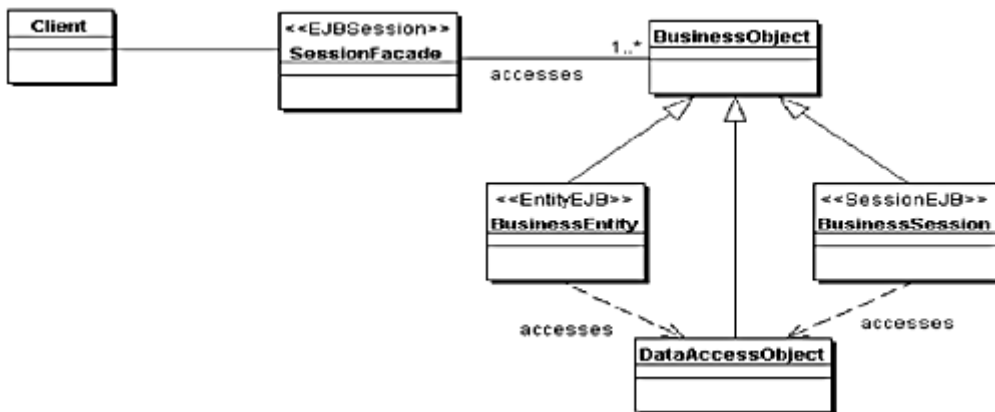 Client
<<EJBSession>>
SessionFacade
accesses
1..*
BusinessObject
<<EntityEJB>>
BusinessEntity
<<SessionEJB>>
BusinessSession
accesses
accesses
DataAccessObject